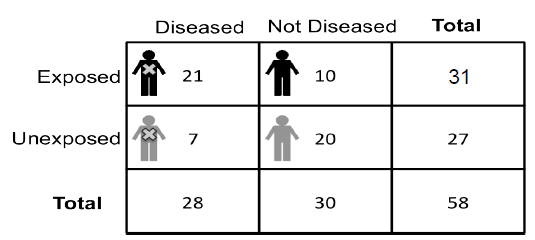 Diseased Not Diseased Total
Exposed 21 10 31
Unexposed 7 20 27
Total 28 30 58